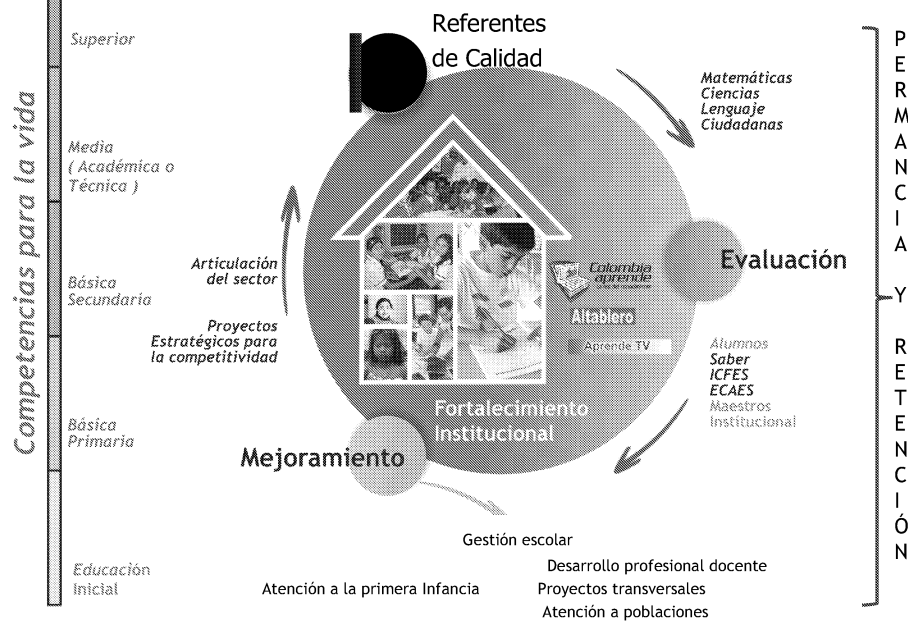 Referentes
de Calidad
Superior
Media
( Académica o
Técnica )
Básica
Secundaria
Básica
Primaria
Educación
Inicial
Competencias para la vida
Matemáticas
Ciencias
Lenguaje
Ciudadanas
Evaluación
Alumnos
Saber
ICFES
ECAES
Maestros
Institucional
Articulación
del sector
Proyectos
Estratégicos para
la competitividad
Colombia
aprende
Altablero
Aprende TV
Fortalecimiento
Institucional
Mejoramiento
Gestión escolar
Desarrollo profesional docente
Atención a la primera Infancia
Proyectos transversales
Atención a poblaciones
PERMANCIA Y RETENCIÓN